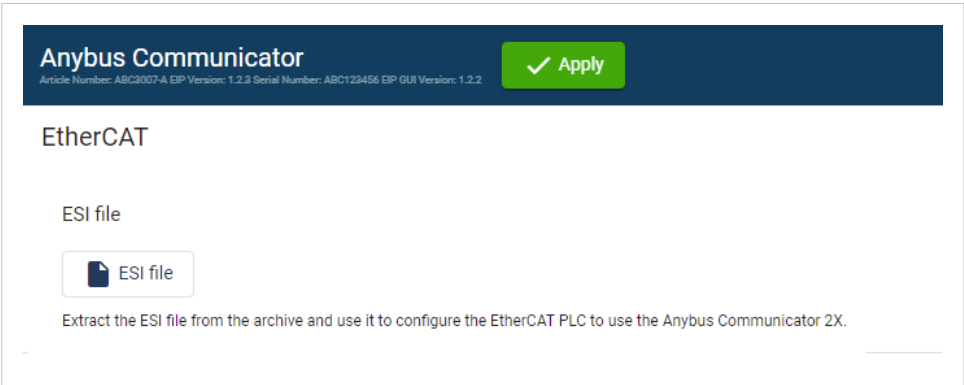 Anybus Communicator
Article Number: ABC3007-A EIP Version: 1.2.3 Serial Number: ABC123456 EIP GUI Version: 1.2.2
Apply
EtherCAT
ESI file
ESI file
Extract the ESI file from the archive and use it to configure the EtherCAT PLC to use the Anybus Communicator 2X.